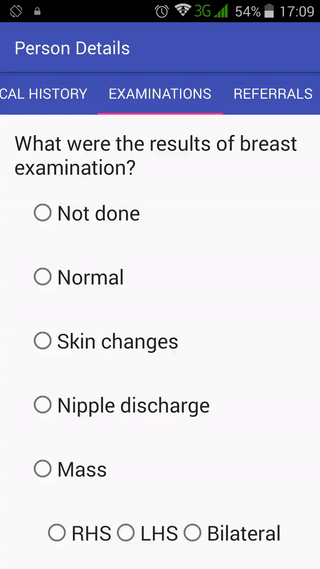 3G 54% 17:09
Person Details
CAL HISTORY EXAMINATIONS REFERRALS
What were the results of breast
examination?
Not done
Normal
Skin changes
Nipple discharge
Mass
RHS LHS Bilateral